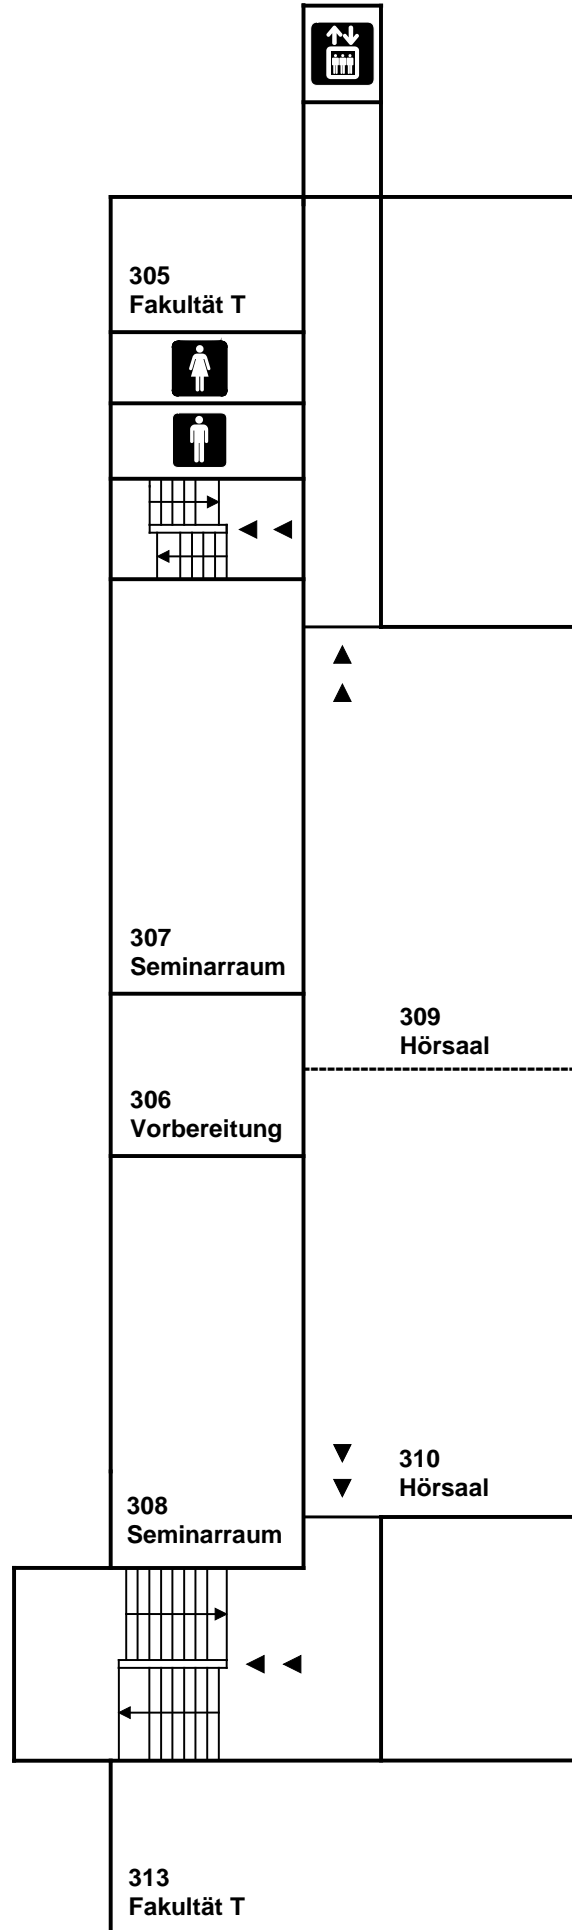 305
Fakultät T
307
Seminarraum
309
Hörsaal
306
Vorbereitung
310
Hörsaal
308
Seminarraum
313
Fakultät T